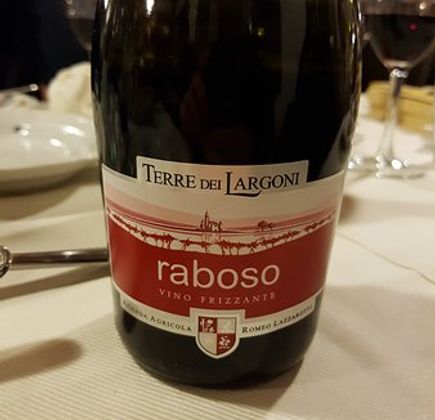 TERRE DEI LARGONI
raboso
VINO FRIZZANTE
AZIENDA AGRICOLA ROMEO LAZZAROTTO